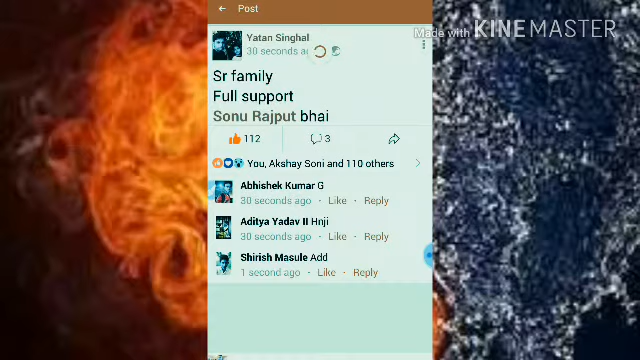 Post
Made with KINEMASTER
Yatan Singhal
30 seconds
Sr family
Full support
Sonu Rajput bhai
112
3
You, Akshay Soni and 110 others
Abhishek Kumar G
30 seconds ago · Like · Reply
Aditya Yadav II Hnji
30 seconds ago · Like · Reply
Shirish Masule Add
1 second ago · Like · Reply